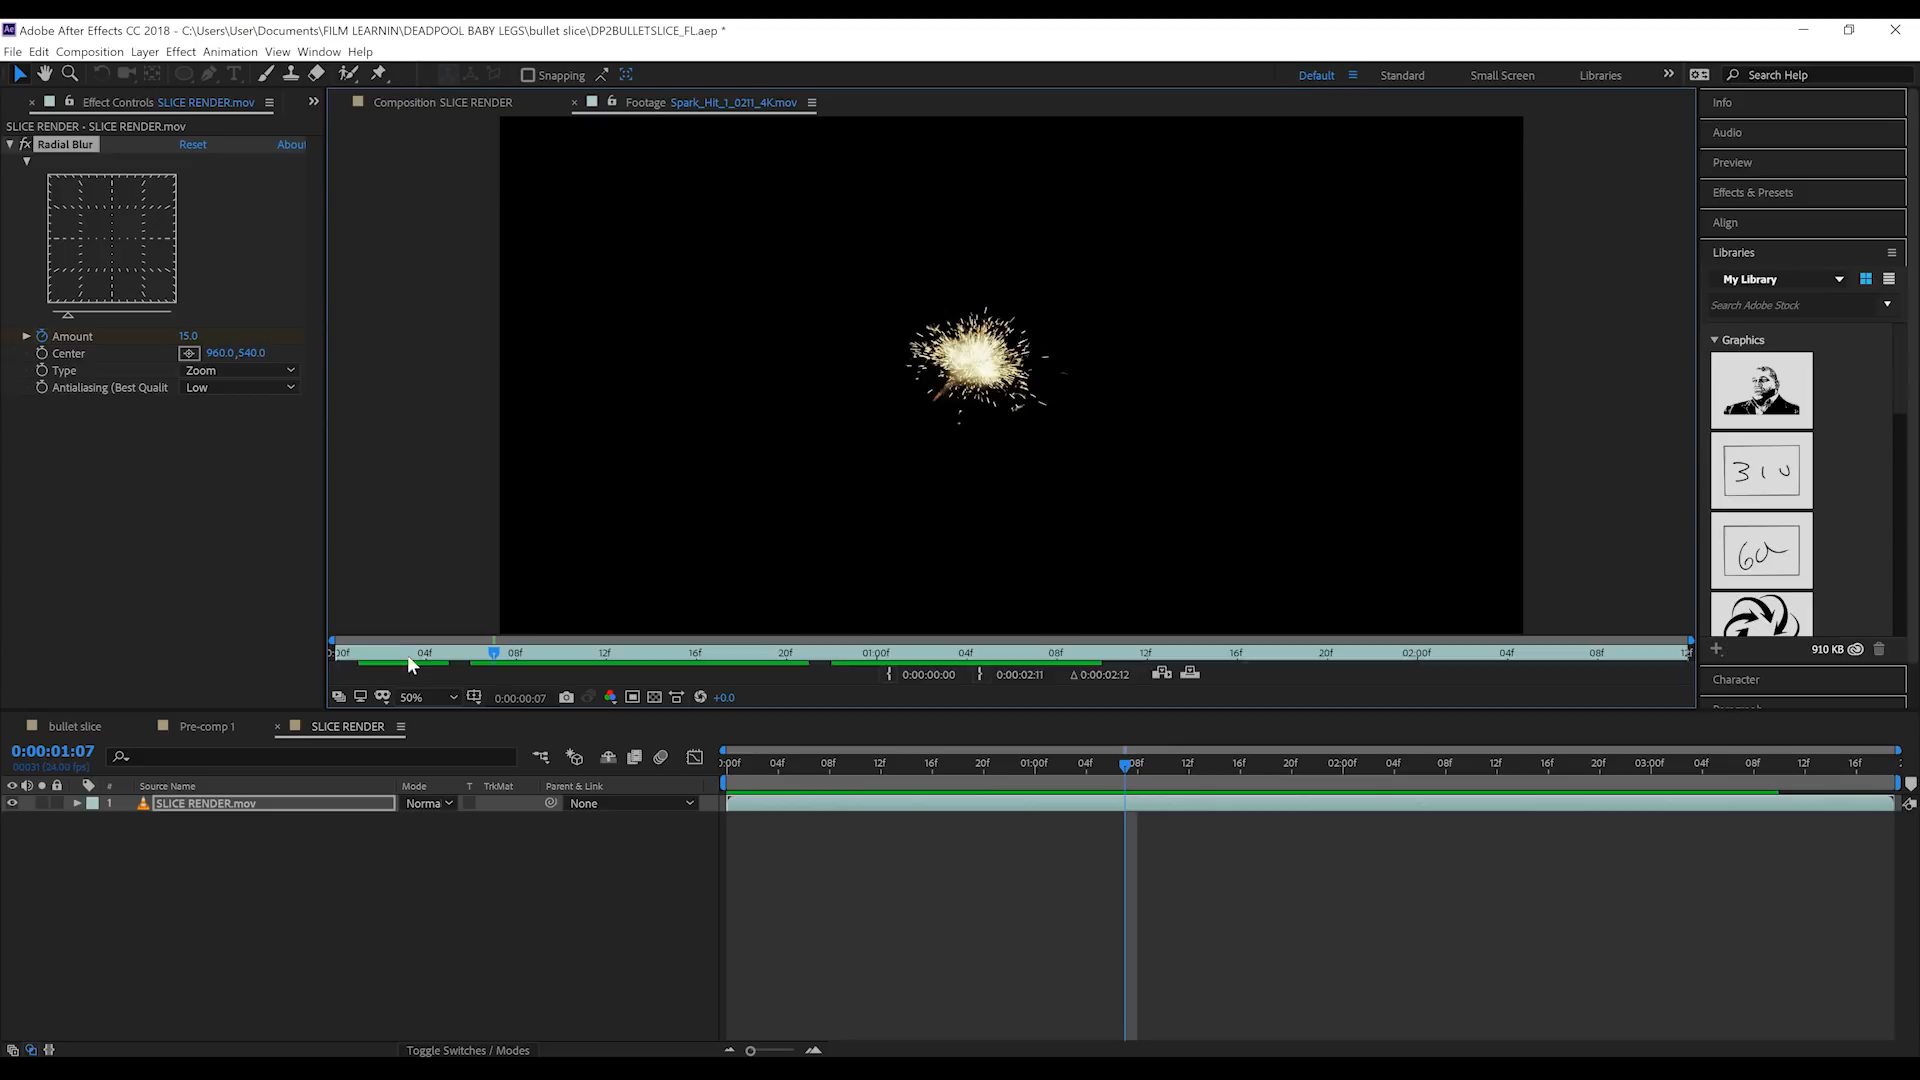 Adobe After Effects CC 2018 - C:\Users\User\Documents\FILM LEARNIN\DEADPOOL BABY LEGS\bullet slice\DP2BULLETSLICE_FL.aep *
File Edit Composition Layer Effect Animation View Window Help
Snapping Default Standard Small Screen Libraries Search Help
Effect Controls SLICE RENDER.mov
Composition SLICE RENDER
Footage Spark_Hit_1_0211_4K.mov
SLICE RENDER - SLICE RENDER.mov
fx Radial Blur Reset About
Amount 15.0
Center 960.0,540.0
Type Zoom
Antialiasing (Best Qualit Low
Info
Audio
Preview
Effects & Presets
Align
Libraries
My Library
Search Adobe Stock
Graphics
310
910 KB
Character
04f 08f 12f 16f 20f 01:00f 04f 08f 12f 16f 20f 02:00f 04f 08f
0:00:00:00 0:00:02:11 Δ 0:00:02:12
50% 0:00:00:07 +0.0
bullet slice Pre-comp 1 SLICE RENDER
0:00:01:07
00031 (24.00 fps)
# Source Name Mode T TrkMat Parent & Link
1 SLICE RENDER.mov Norma None
04f 08f 12f 16f 20f 01:00f 04f 08f 12f 16f 20f 02:00f 04f 08f 12f 16f 20f 03:00f 04f 08f 12f 16f
Toggle Switches / Modes